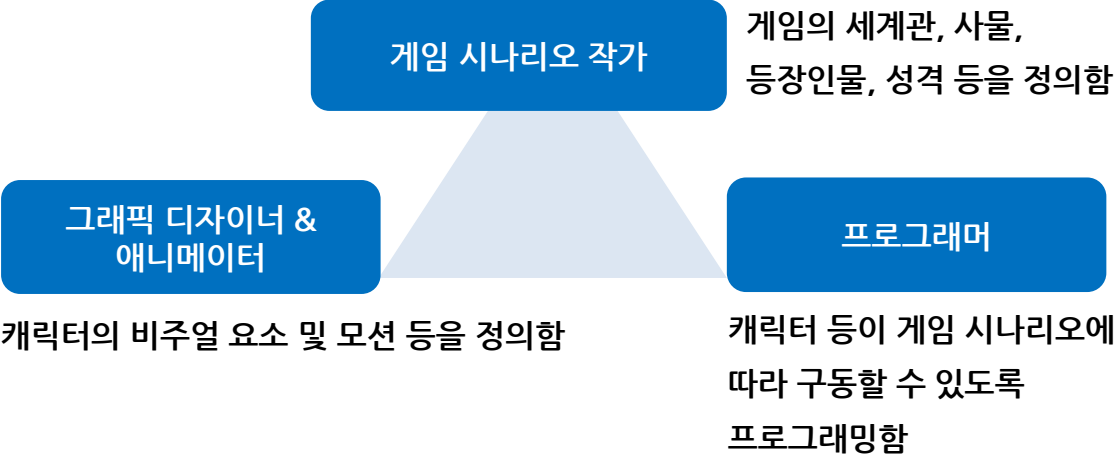 게임 시나리오 작가
게임의 세계관, 사물,
등장인물, 성격 등을 정의함
그래픽 디자이너 &
애니메이터
캐릭터의 비주얼 요소 및 모션 등을 정의함
프로그래머
캐릭터 등이 게임 시나리오에
따라 구동할 수 있도록
프로그래밍함